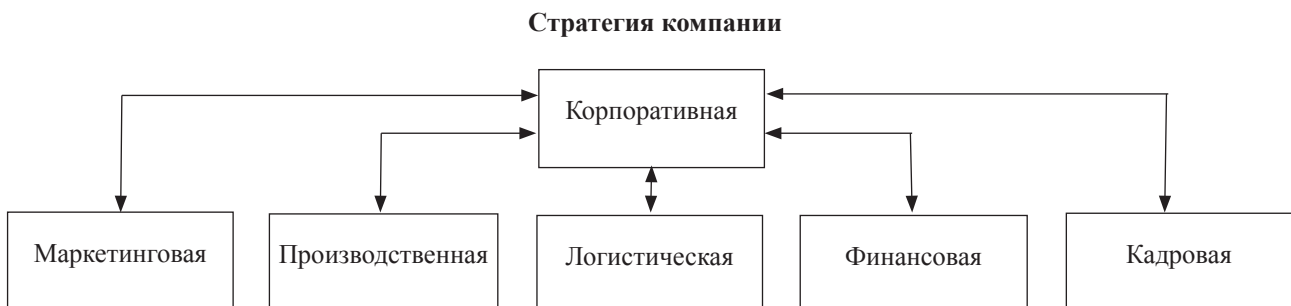 Стратегия компании
Корпоративная
Маркетинговая
Производственная
Логистическая
Финансовая
Кадровая